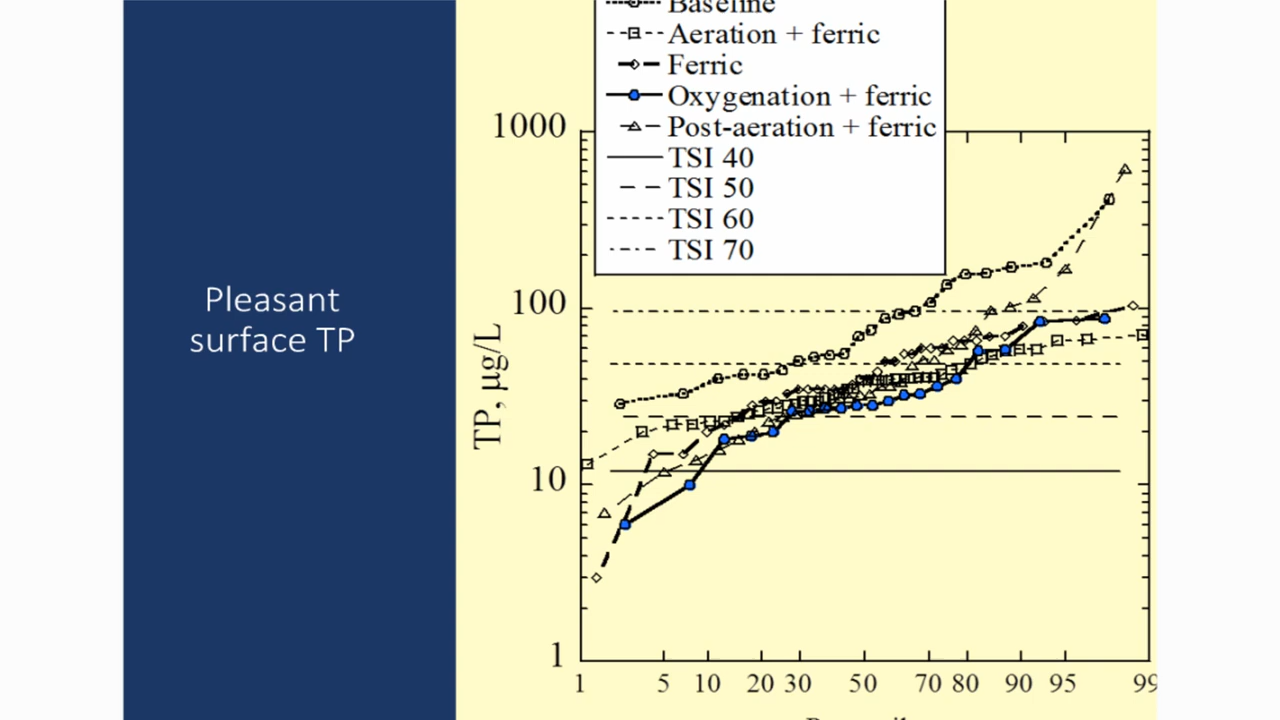 Pleasant
surface TP
Baseline
Aeration + ferric
Ferric
Oxygenation + ferric
Post-aeration + ferric
TSI 40
TSI 50
TSI 60
TSI 70
1000
100
10
1
TP, µg/L
1 5 10 20 30 50 70 80 90 95 99